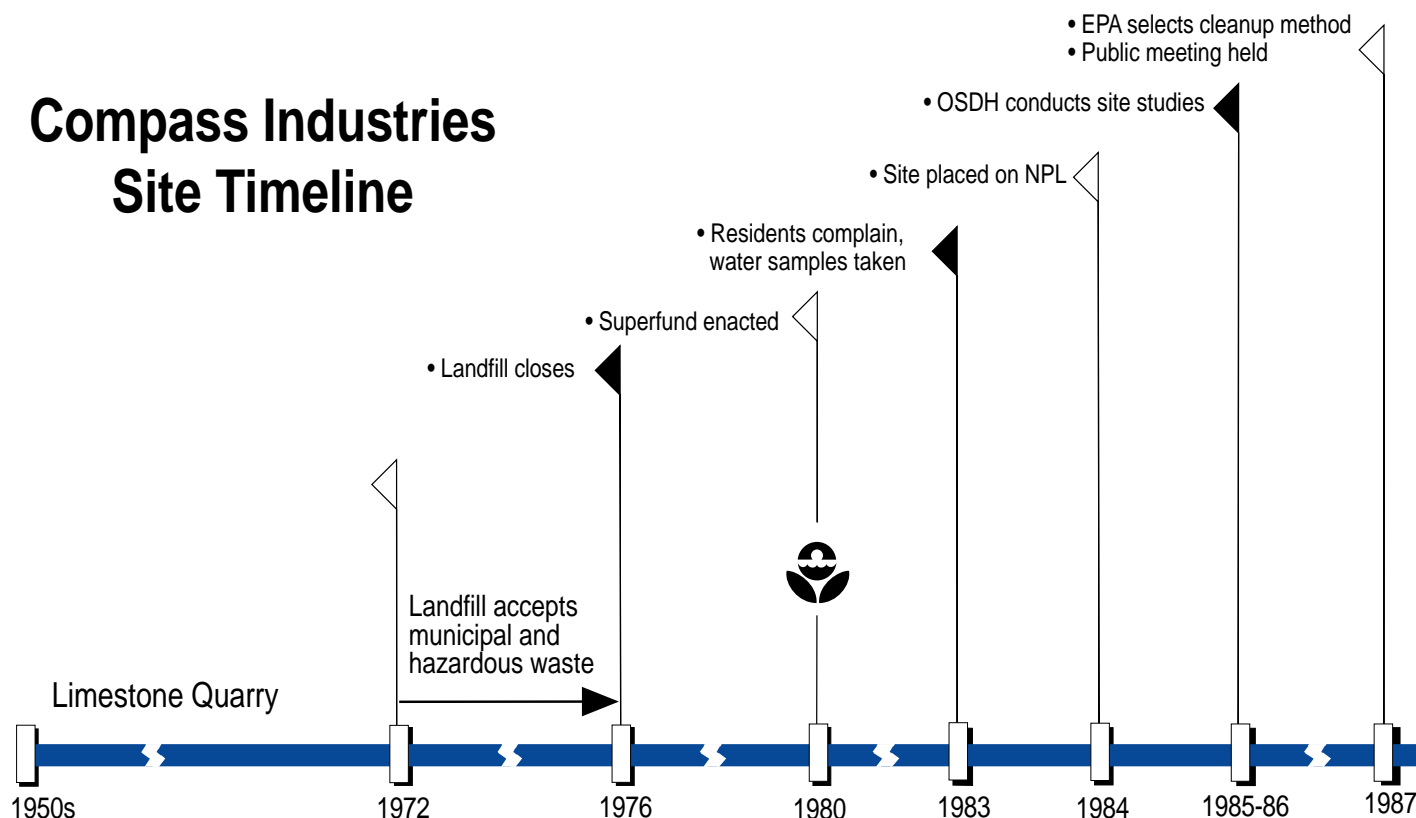 Compass Industries
Site Timeline
• EPA selects cleanup method
• Public meeting held
• OSDH conducts site studies
• Site placed on NPL
• Residents complain,
water samples taken
• Superfund enacted
• Landfill closes
Landfill accepts
municipal and
hazardous waste
Limestone Quarry
1950s
1972
1976
1980
1983
1984
1985-86
1987